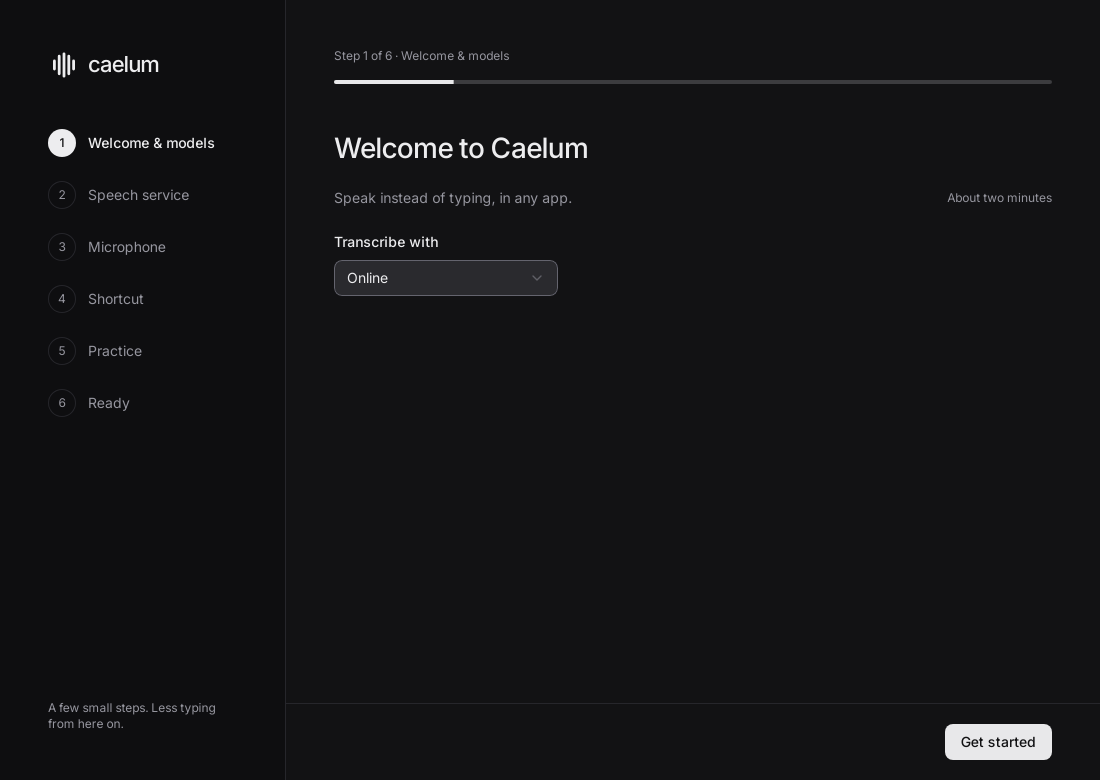 caelum
1 Welcome & models
2 Speech service
3 Microphone
4 Shortcut
5 Practice
6 Ready
A few small steps. Less typing
from here on.
Step 1 of 6 · Welcome & models
Welcome to Caelum
Speak instead of typing, in any app.
About two minutes
Transcribe with
Online
Get started